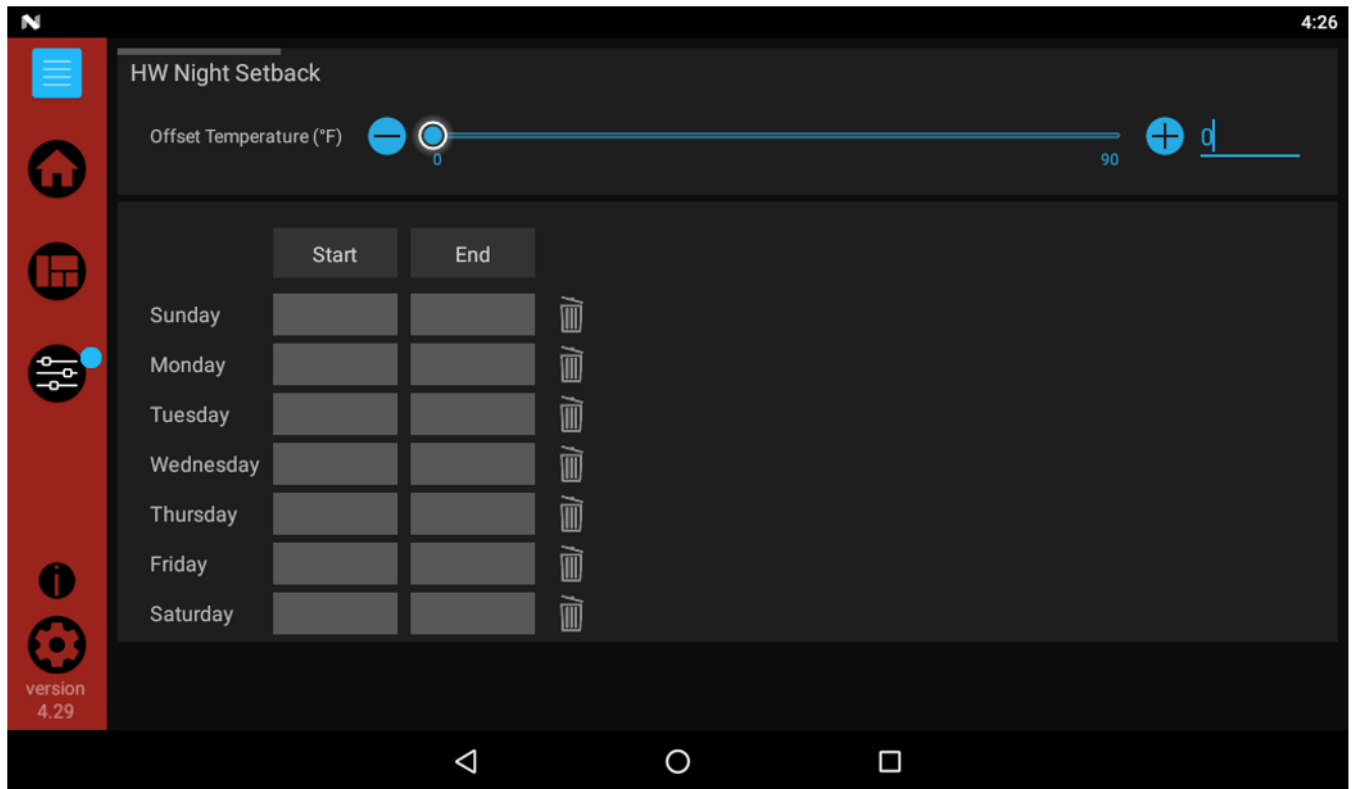 4:26
HW Night Setback
Offset Temperature (°F) 0
0 90
Start End
Sunday
Monday
Tuesday
Wednesday
Thursday
Friday
Saturday
version
4.29